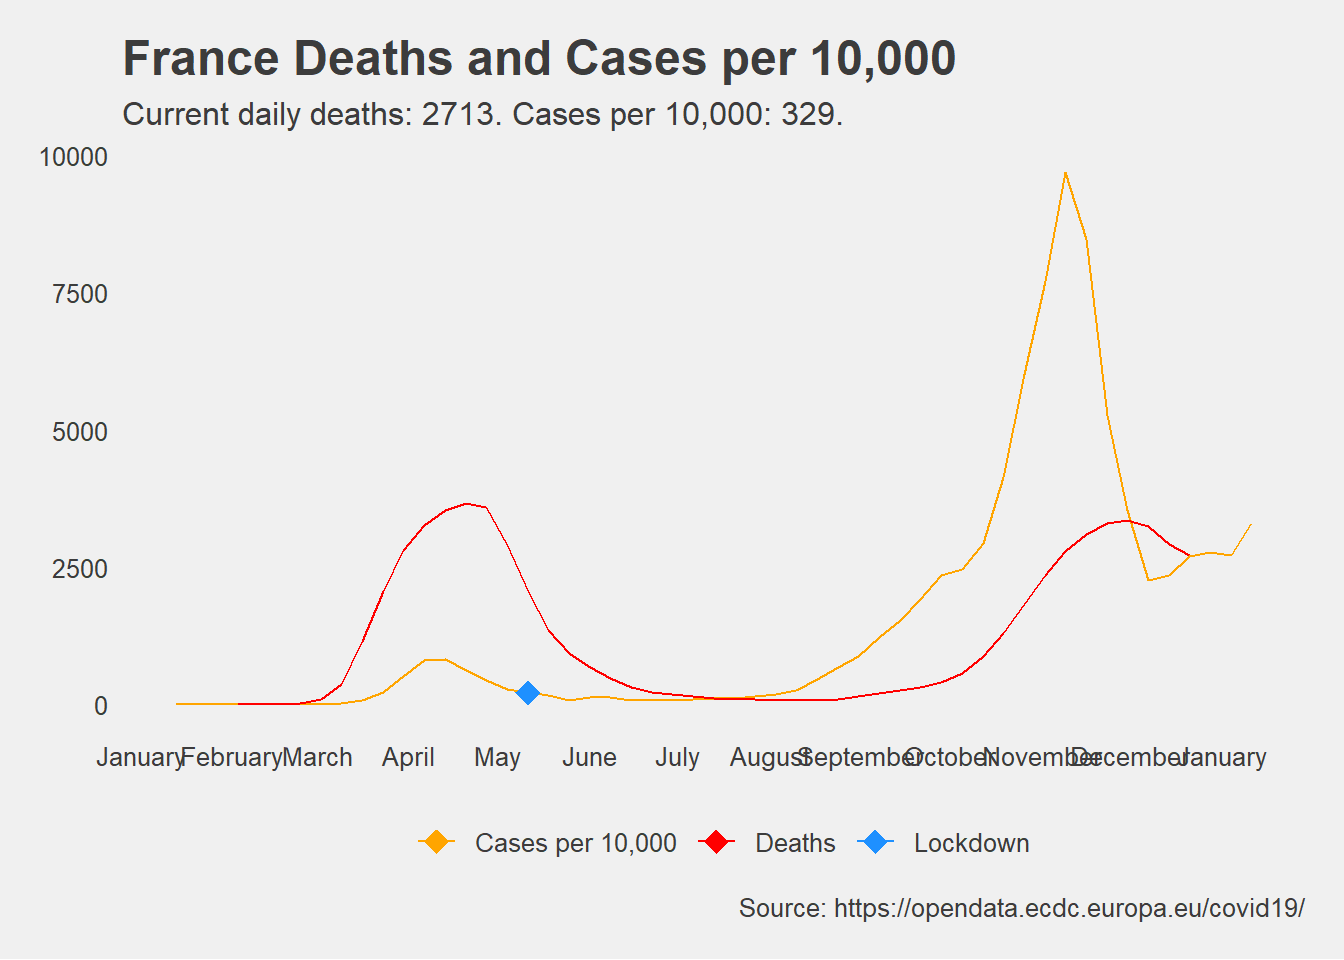 France Deaths and Cases per 10,000
Current daily deaths: 2713. Cases per 10,000: 329.
10000
7500
5000
2500
0
January February March April May June July August September October November December January
Cases per 10,000 Deaths Lockdown
Source: https://opendata.ecdc.europa.eu/covid19/